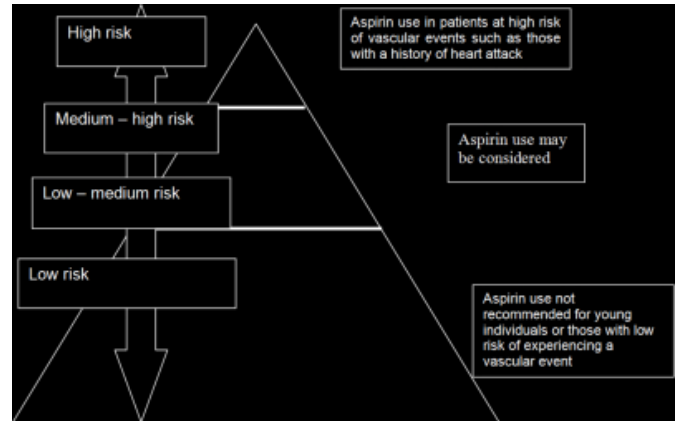 High risk
Aspirin use in patients at high risk
of vascular events such as those
with a history of heart attack
Medium – high risk
Aspirin use may
be considered
Low – medium risk
Low risk
Aspirin use not
recommended for young
individuals or those with low
risk of experiencing a
vascular event